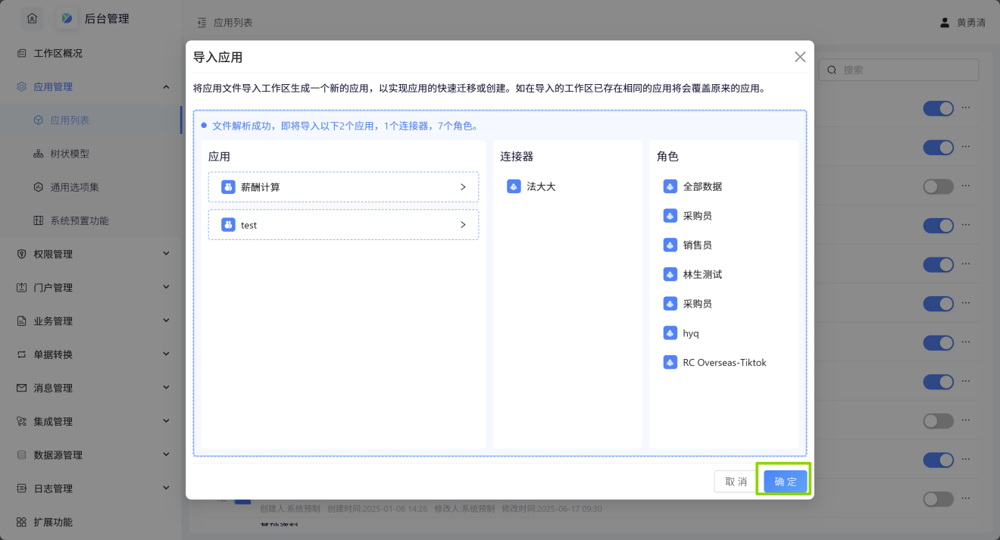 后台管理
应用列表
黄勇清
工作区概况
应用管理
应用列表
树状模型
通用选项集
系统预置功能
权限管理
门户管理
业务管理
单据转换
消息管理
集成管理
数据源管理
日志管理
扩展功能
搜索
导入应用
将应用文件导入工作区生成一个新的应用，以实现应用的快速迁移或创建。如在导入的工作区已存在相同的应用将会覆盖原来的应用。
文件解析成功，即将导入以下2个应用，1个连接器，7个角色。
应用
薪酬计算
test
连接器
法大大
角色
全部数据
采购员
销售员
林生测试
采购员
hyq
RC Overseas-Tiktok
取 消
确 定
创建人:系统预制 创建时间:2025-01-06 14:26 修改人:系统预制 修改时间:2025-06-17 09:30
基础资料